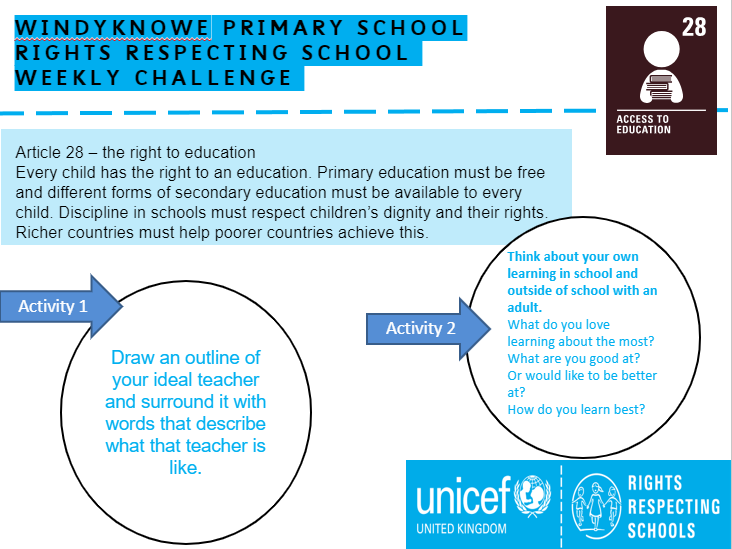 WINDYKNOWE PRIMARY SCHOOL
RIGHTS RESPECTING SCHOOL
WEEKLY CHALLENGE
28
ACCESS TO
EDUCATION
Article 28 – the right to education
Every child has the right to an education. Primary education must be free
and different forms of secondary education must be available to every
child. Discipline in schools must respect children’s dignity and their rights.
Richer countries must help poorer countries achieve this.
Activity 1
Draw an outline of
your ideal teacher
and surround it with
words that describe
what that teacher is
like.
Activity 2
Think about your own
learning in school and
outside of school with an
adult.
What do you love
learning about the most?
What are you good at?
Or would like to be better
at?
How do you learn best?
unicef
UNITED KINGDOM
RIGHTS
RESPECTING
SCHOOLS